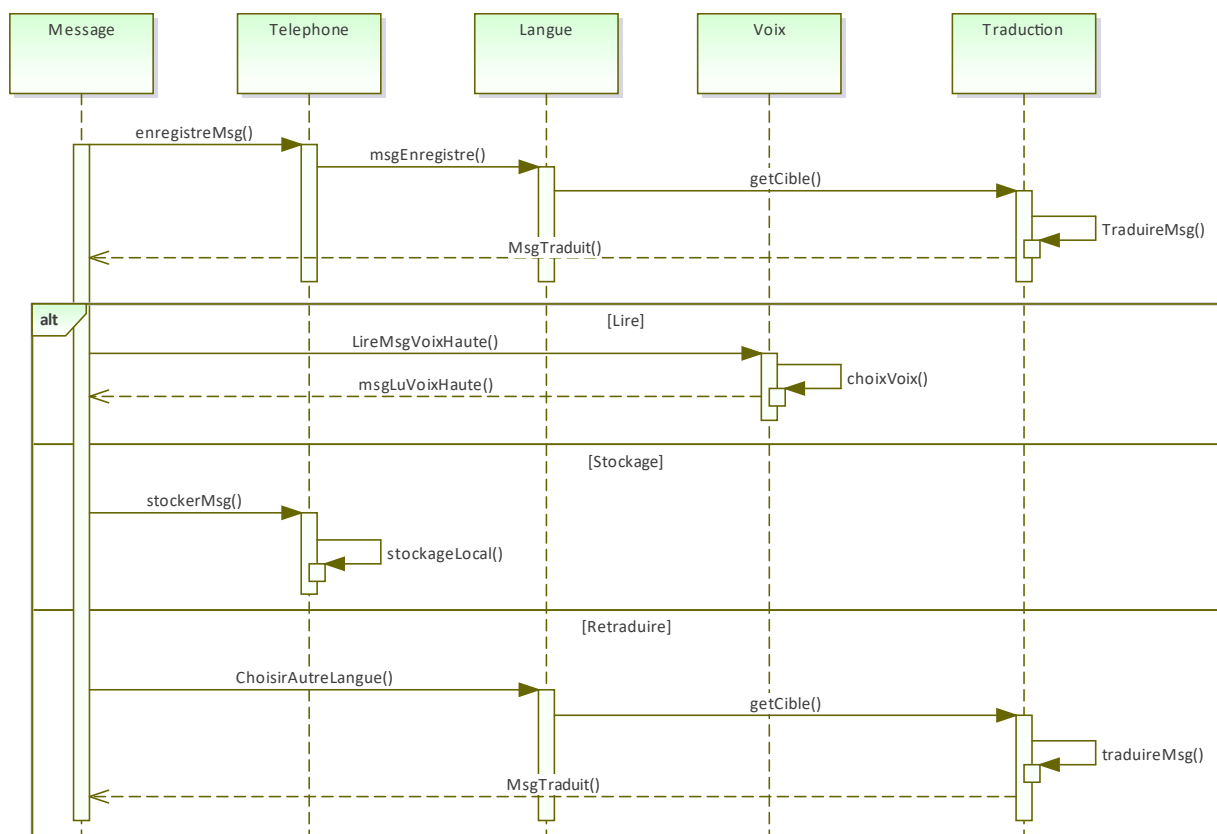 Message
Telephone
Langue
Voix
Traduction
enregistreMsg()
msgEnregistre()
getCible()
TraduireMsg()
MsgTraduit()
alt
[Lire]
LireMsgVoixHaute()
choixVoix()
msgLuVoixHaute()
[Stockage]
stockerMsg()
stockageLocal()
[Retraduire]
ChoisirAutreLangue()
getCible()
traduireMsg()
MsgTraduit()